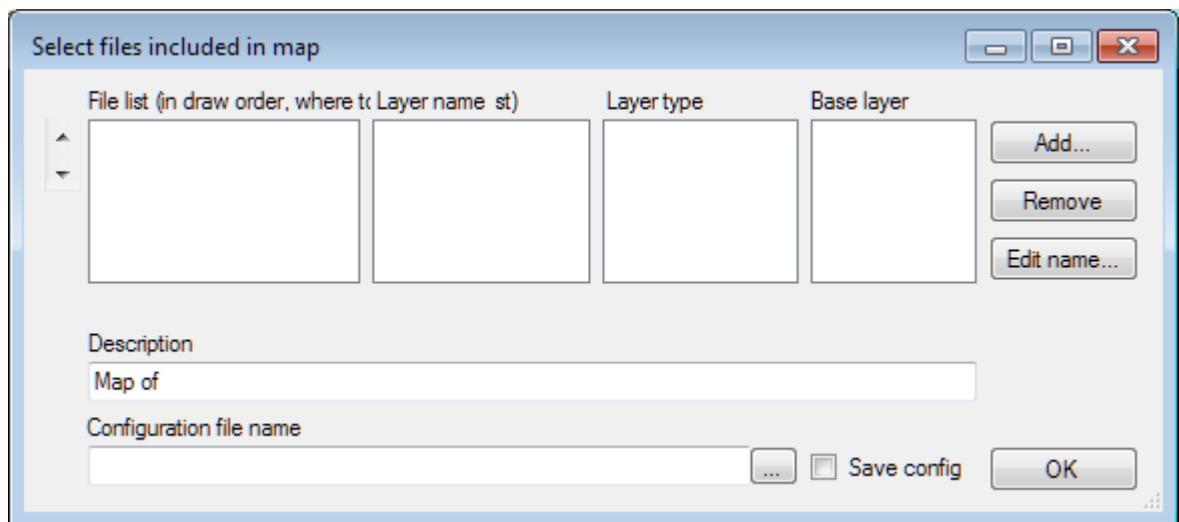 Select files included in map
File list (in draw order, where to Layer name st) Layer type Base layer
Add...
Remove
Edit name...
Description
Map of
Configuration file name
... Save config OK